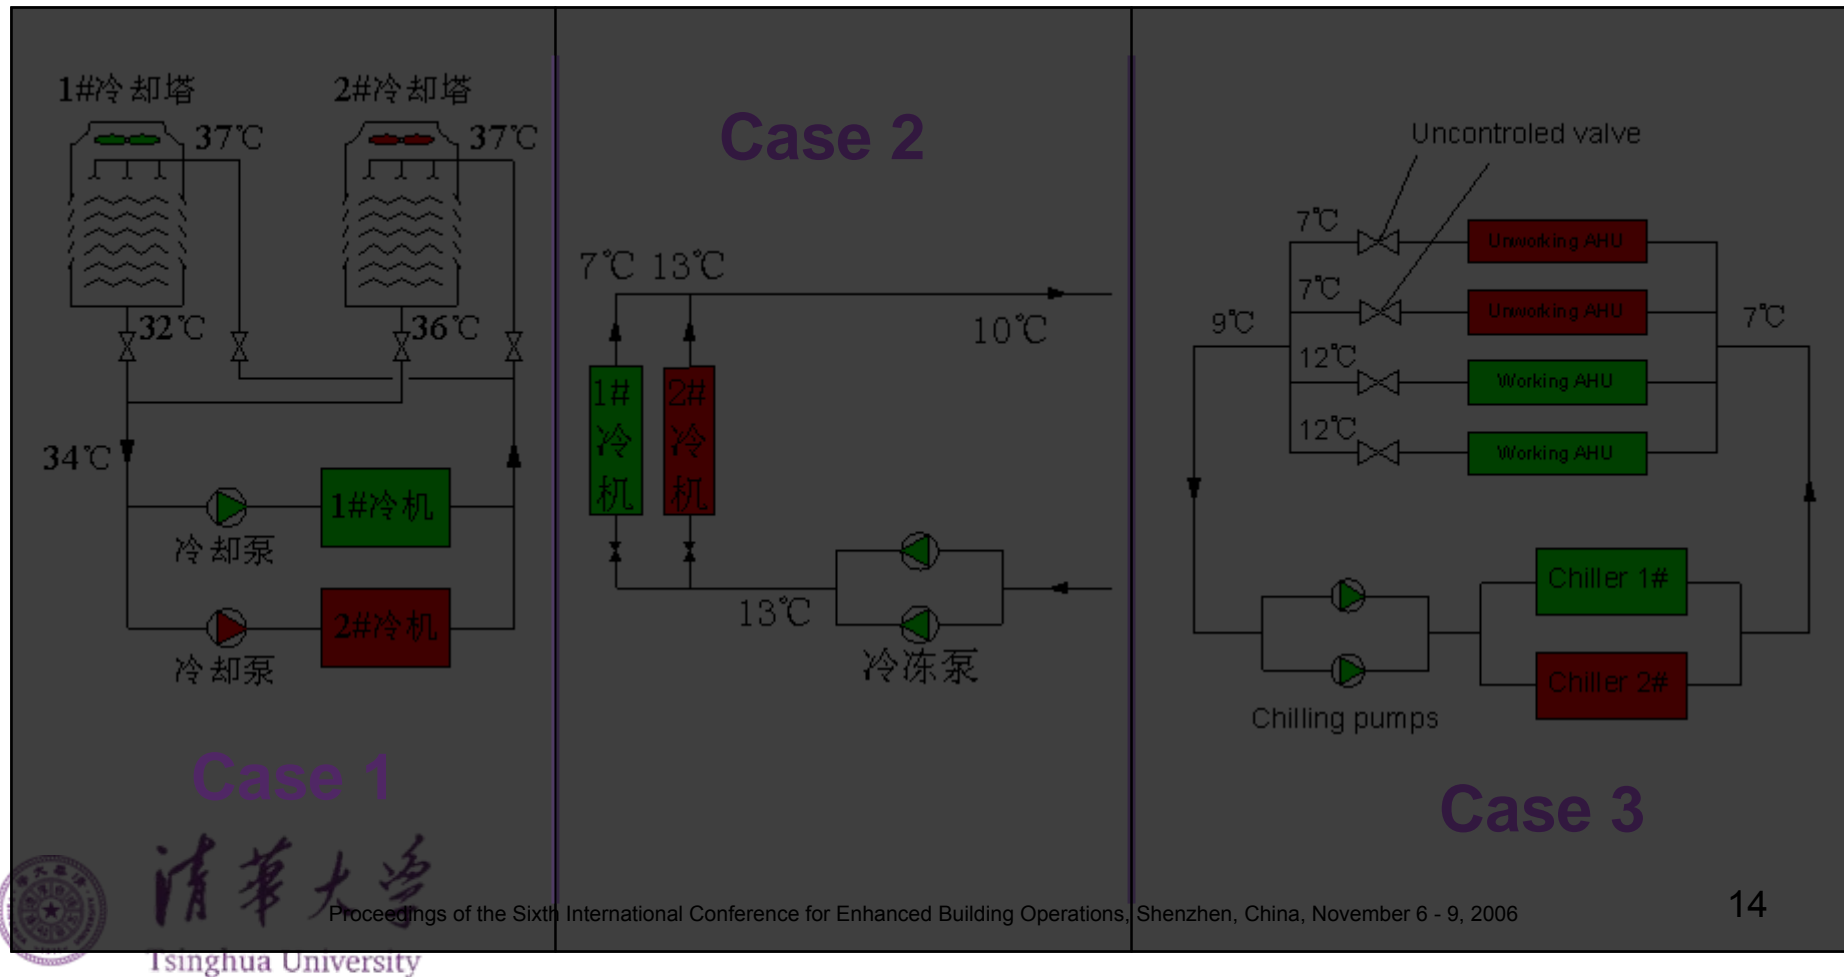 1#冷却塔
2#冷却塔
37℃
37℃
32℃
36℃
34℃
1#冷机
冷却泵
2#冷机
冷却泵
Case 1
Case 2
7℃ 13℃
10℃
1#冷机
2#冷机
13℃
冷冻泵
Uncontroled valve
7℃
Unworking AHU
7℃
Unworking AHU
9℃
7℃
12℃
Working AHU
12℃
Working AHU
Chiller 1#
Chiller 2#
Chilling pumps
Case 3
清華大学
Tsinghua University
Proceedings of the Sixth International Conference for Enhanced Building Operations, Shenzhen, China, November 6 - 9, 2006
14